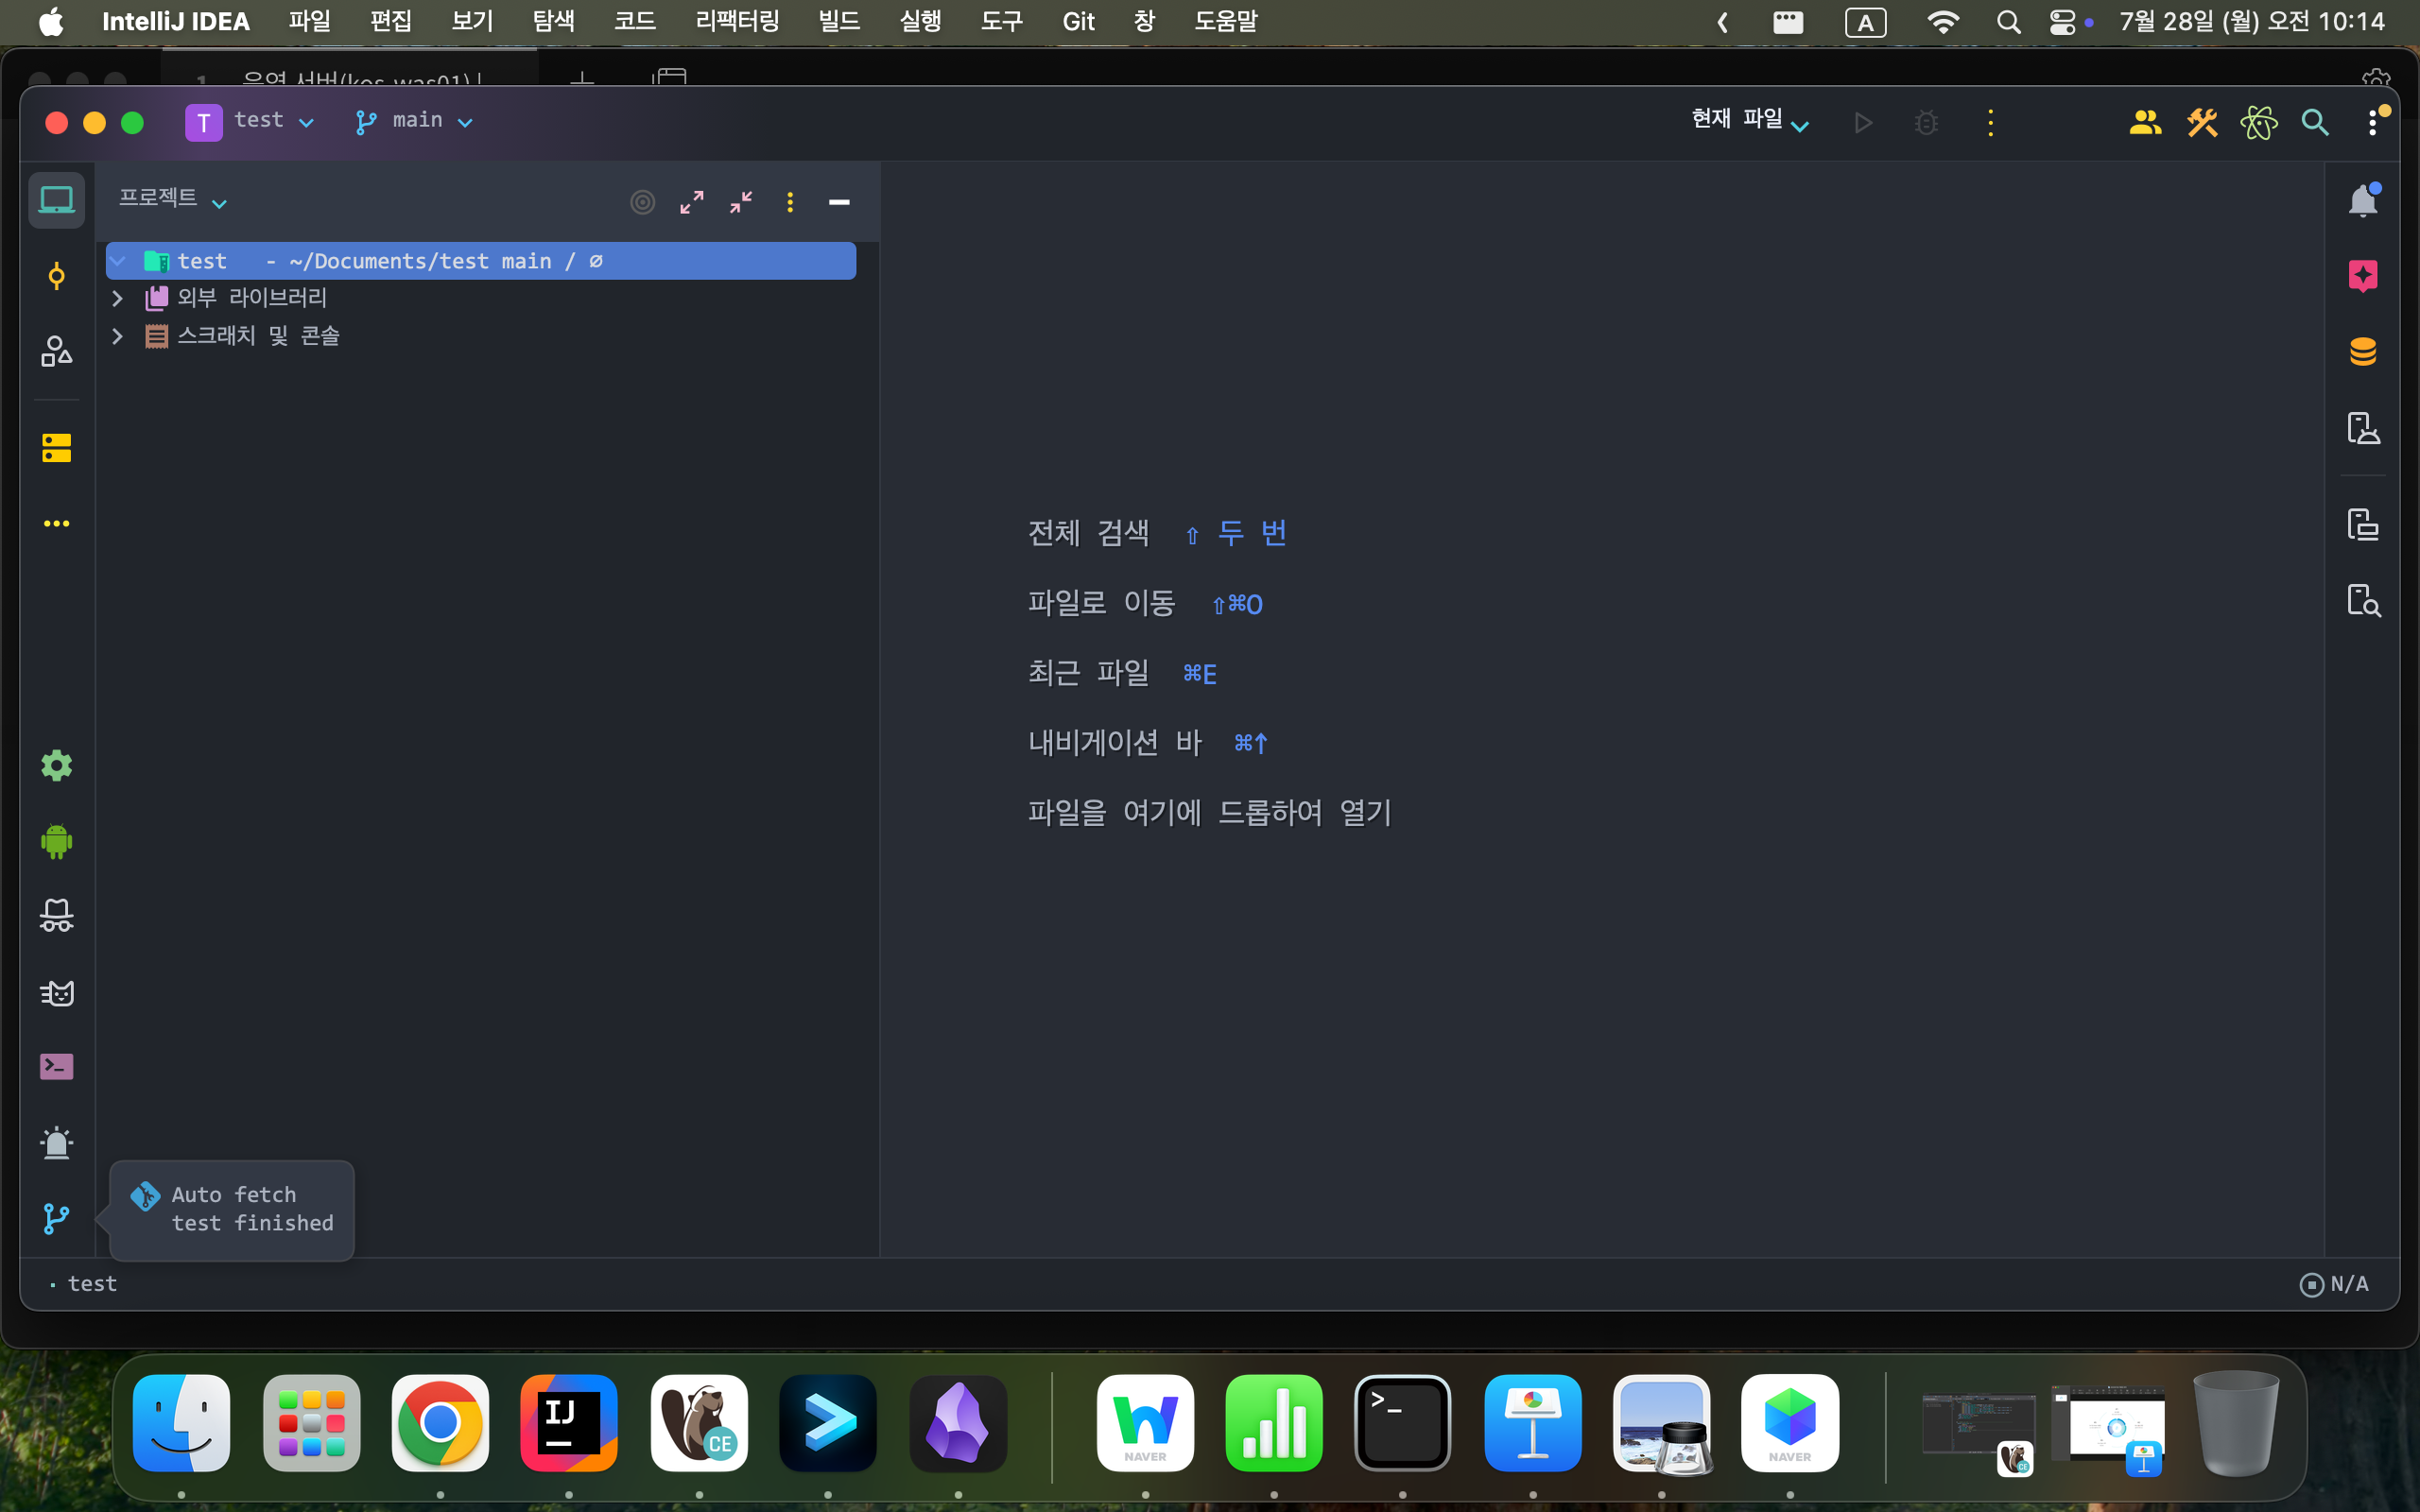 IntelliJ IDEA 파일 편집 보기 탐색 코드 리팩터링 빌드 실행 도구 Git 창 도움말 A 7월 28일 (월) 오전 10:14
T test main 현재 파일
프로젝트
test - ~/Documents/test main / ∅
외부 라이브러리
스크래치 및 콘솔
전체 검색 ⇧ 두 번
파일로 이동 ⇧⌘O
최근 파일 ⌘E
내비게이션 바 ⌘↑
파일을 여기에 드롭하여 열기
Auto fetch
test finished
test N/A
IJ
CE
NAVER
NAVER
CE